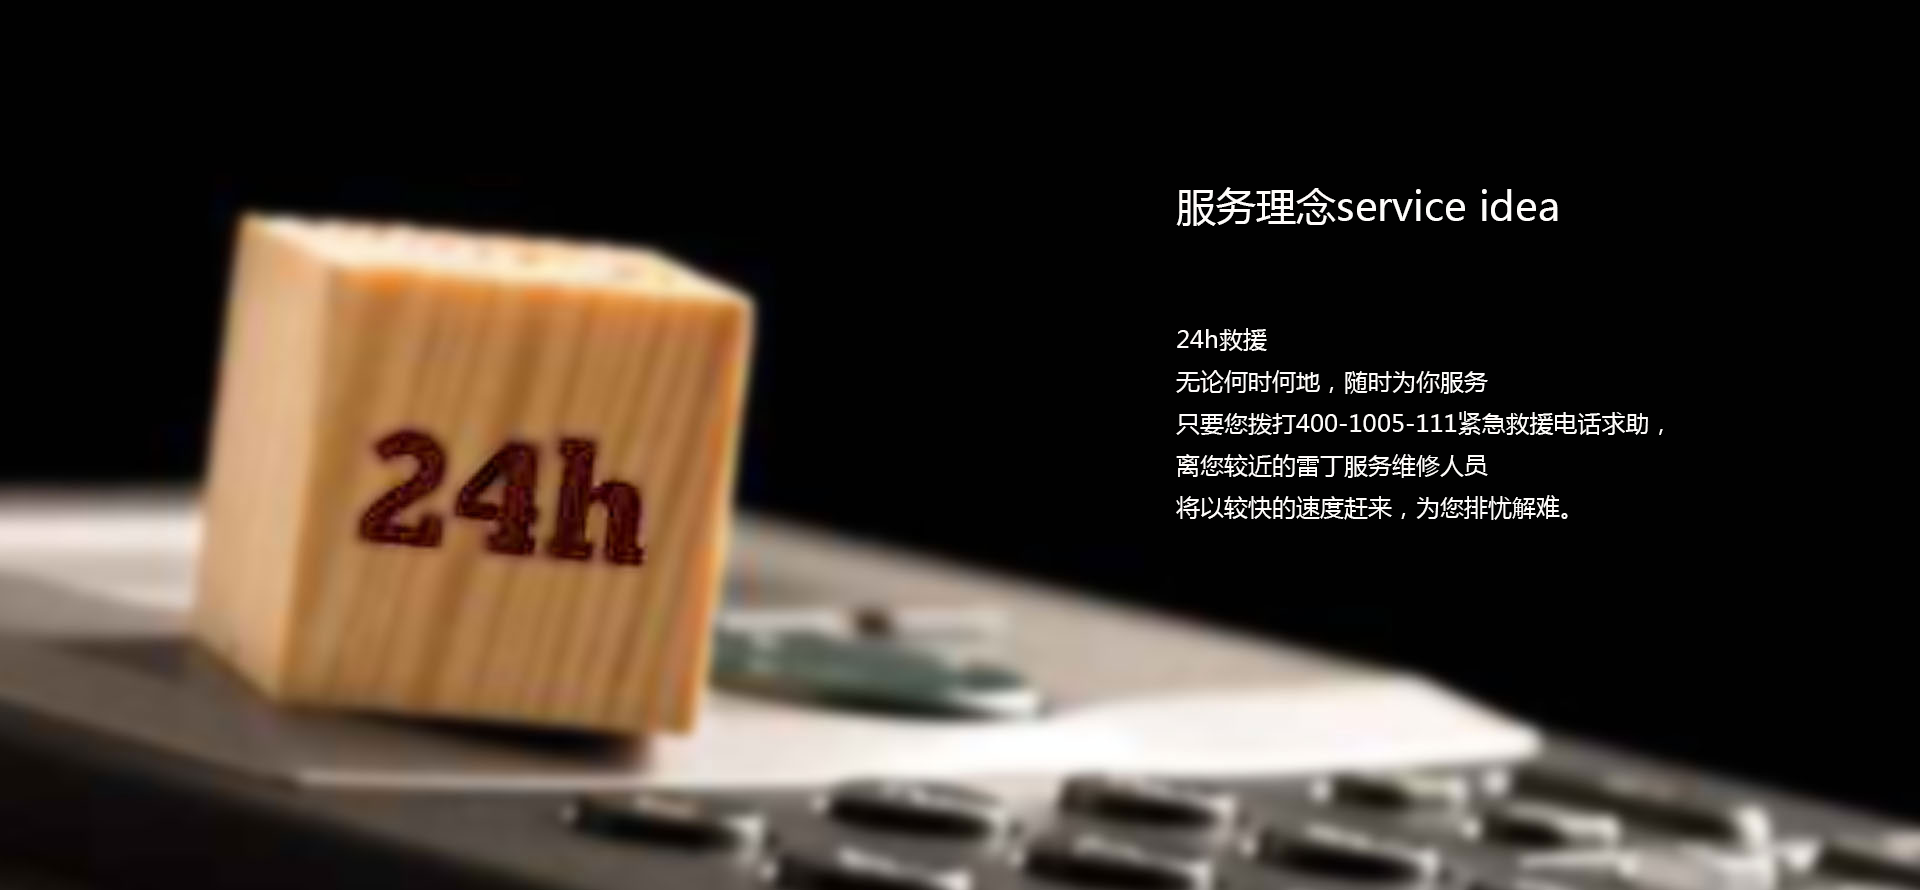 服务理念service idea
24h救援
无论何时何地，随时为你服务
只要您拨打400-1005-111紧急救援电话求助，
离您较近的雷丁服务维修人员
将以较快的速度赶来，为您排忧解难。
24h